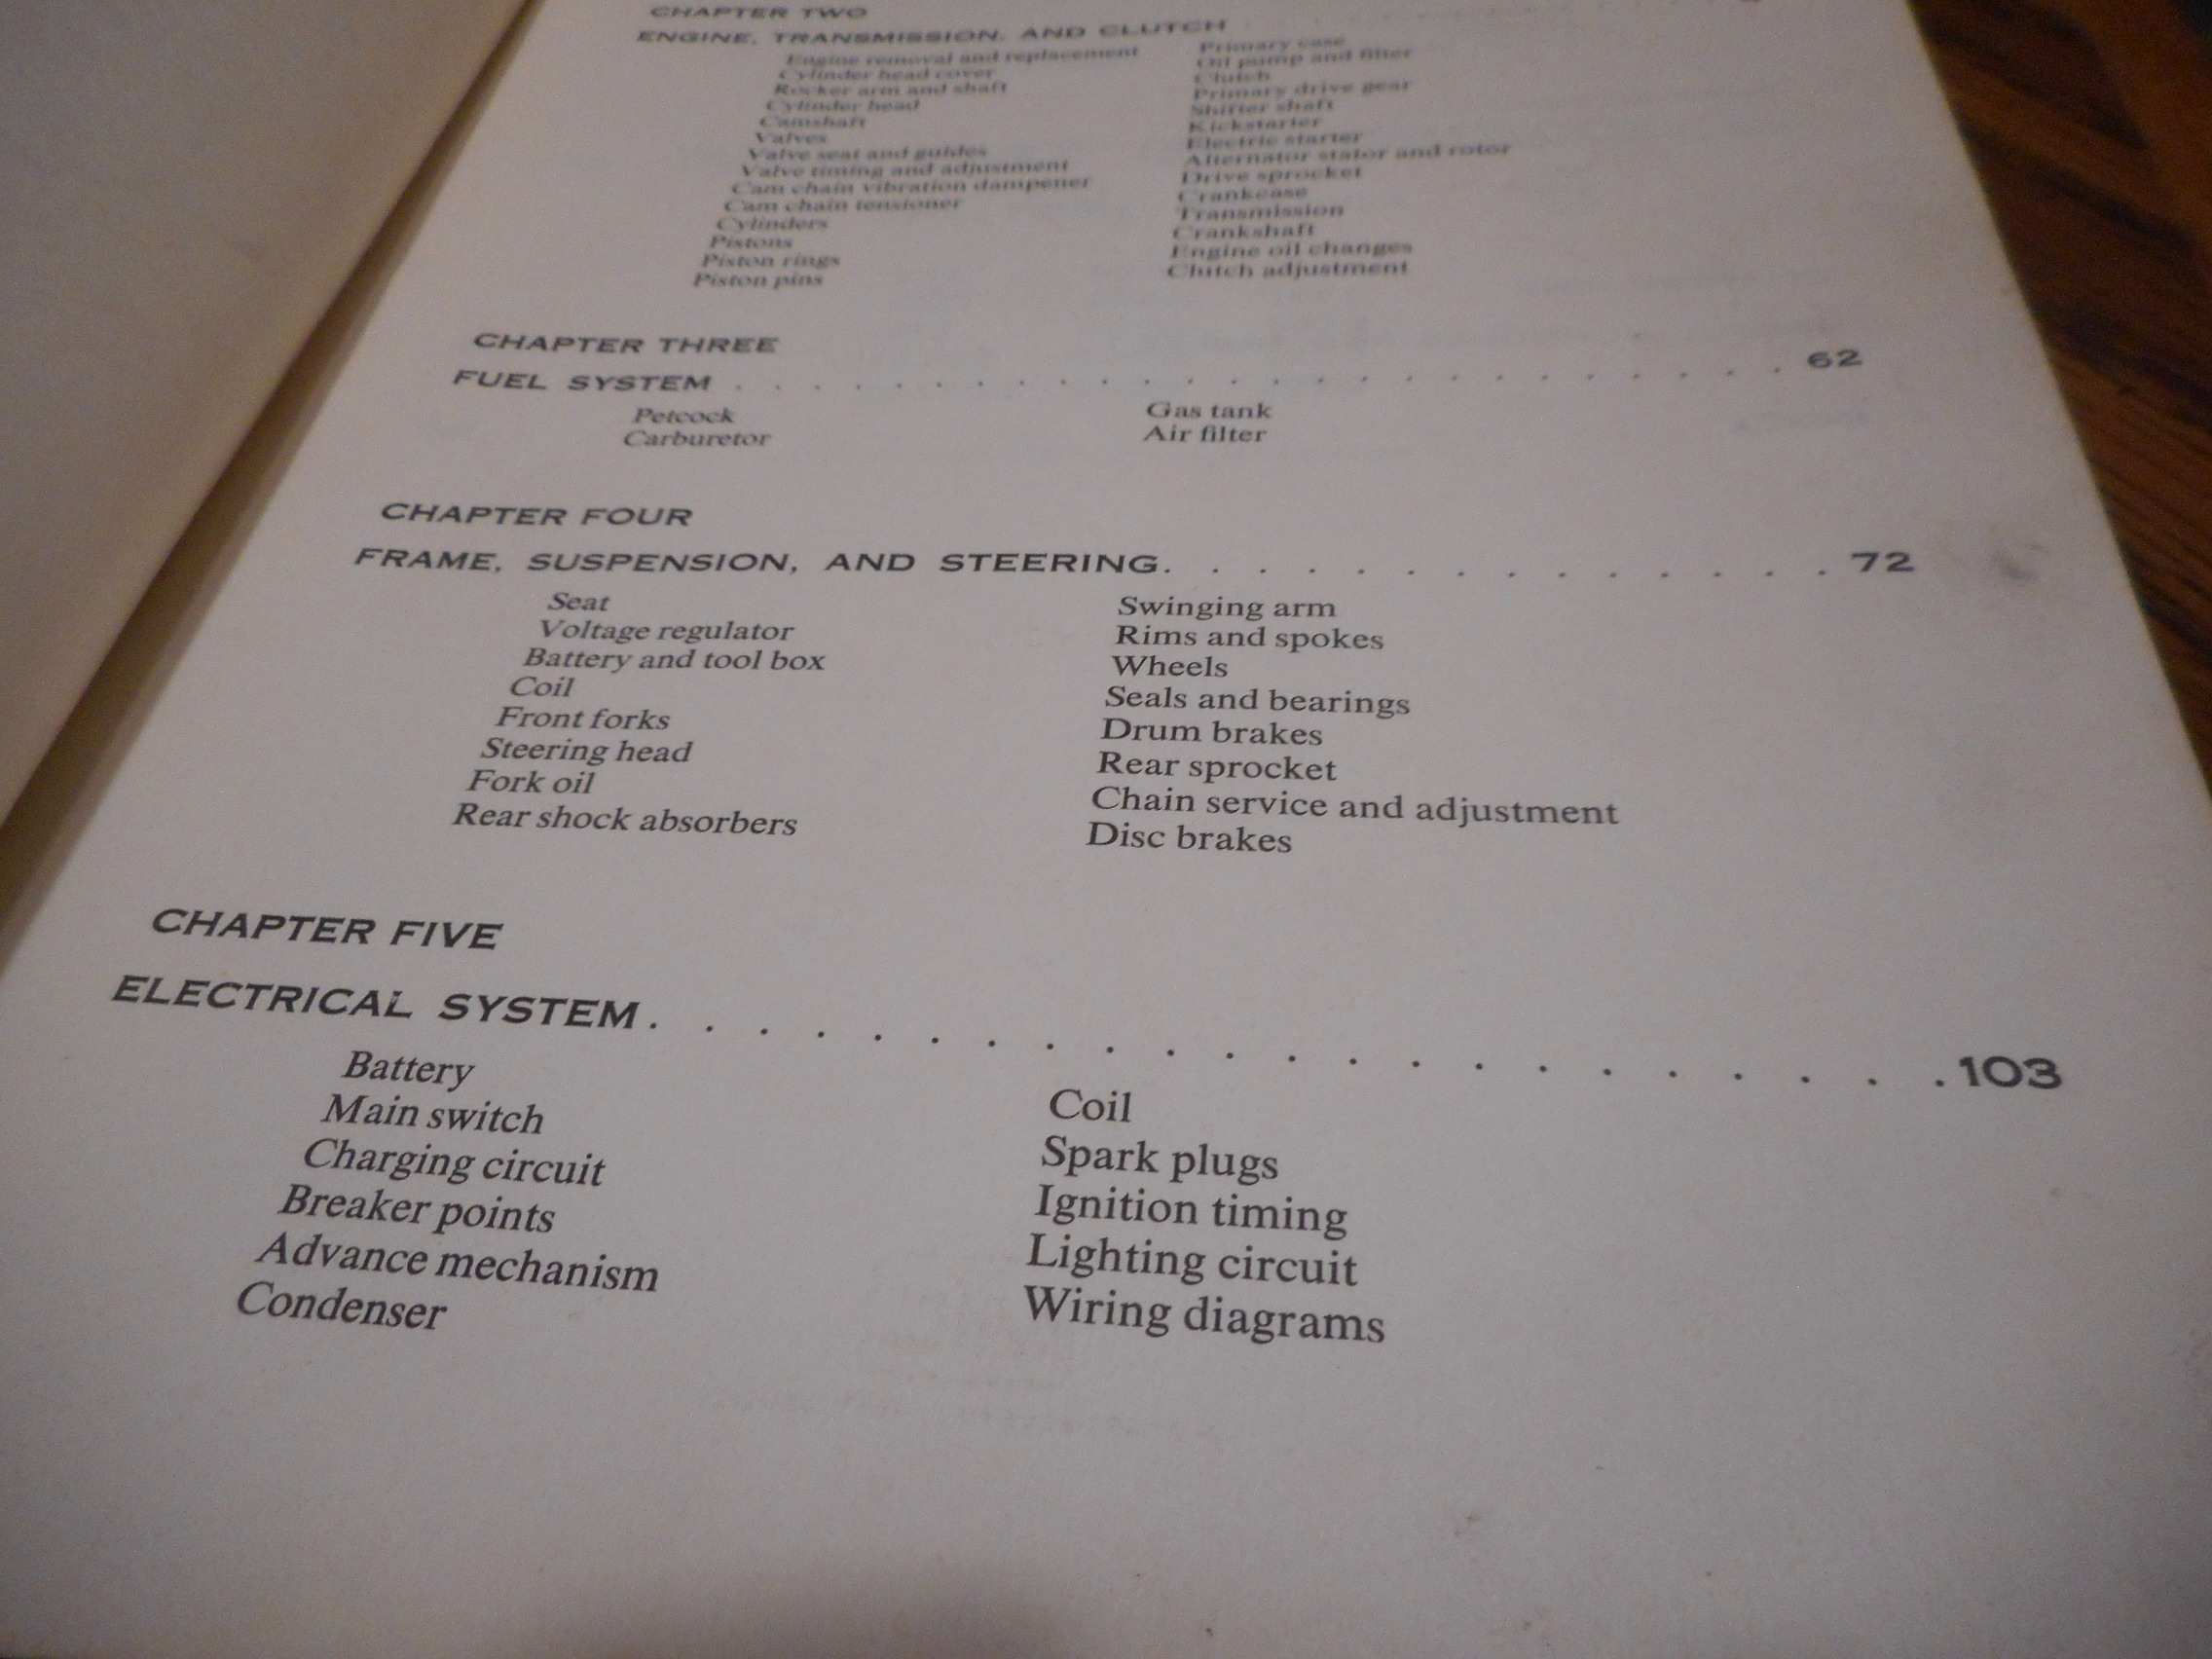 CHAPTER TWO
ENGINE, TRANSMISSION, AND CLUTCH
Engine removal and replacement
Cylinder head cover
Rocker arm and shaft
Cylinder head
Camshaft
Valves
Valve seat and guides
Valve timing and adjustment
Cam chain vibration dampener
Cam chain tensioner
Cylinders
Pistons
Piston rings
Piston pins
Primary case
Oil pump and filter
Clutch
Primary drive gear
Shifter shaft
Kickstarter
Electric starter
Alternator stator and rotor
Drive sprocket
Crankcase
Transmission
Crankshaft
Engine oil changes
Clutch adjustment
CHAPTER THREE
FUEL SYSTEM . . . . . . . . . . . . . . . . . . . . 62
Petcock
Carburetor
Gas tank
Air filter
CHAPTER FOUR
FRAME, SUSPENSION, AND STEERING. . . . . . . . . . . . . . . 72
Seat
Voltage regulator
Battery and tool box
Coil
Front forks
Steering head
Fork oil
Rear shock absorbers
Swinging arm
Rims and spokes
Wheels
Seals and bearings
Drum brakes
Rear sprocket
Chain service and adjustment
Disc brakes
CHAPTER FIVE
ELECTRICAL SYSTEM. . . . . . . . . . . . . . . . . . . . . . 103
Battery
Main switch
Charging circuit
Breaker points
Advance mechanism
Condenser
Coil
Spark plugs
Ignition timing
Lighting circuit
Wiring diagrams